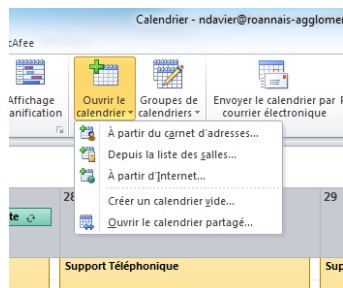 Calendrier - ndavier@roannais-agglome
cAfee
Affichage
anification
Ouvrir le
calendrier
Groupes de
calendriers
Envoyer le calendrier par
courrier électronique
À partir du carnet d'adresses...
Depuis la liste des salles...
À partir d'Internet...
Créer un calendrier vide...
Ouvrir le calendrier partagé...
28
29
te
Support Téléphonique
Sup